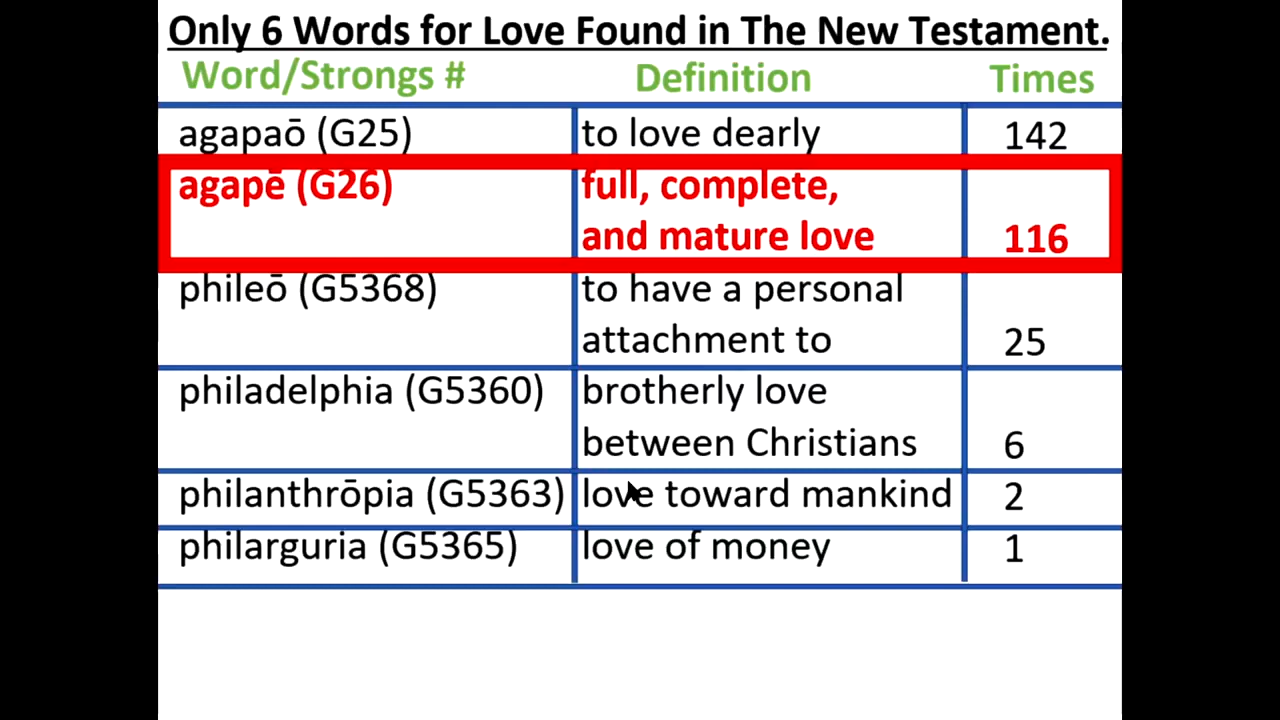 Only 6 Words for Love Found in The New Testament.
Word/Strongs # Definition Times
agapaō (G25) to love dearly 142
agapē (G26) full, complete,
and mature love 116
phileō (G5368) to have a personal
attachment to 25
philadelphia (G5360) brotherly love
between Christians 6
philanthrōpia (G5363) love toward mankind 2
philarguria (G5365) love of money 1